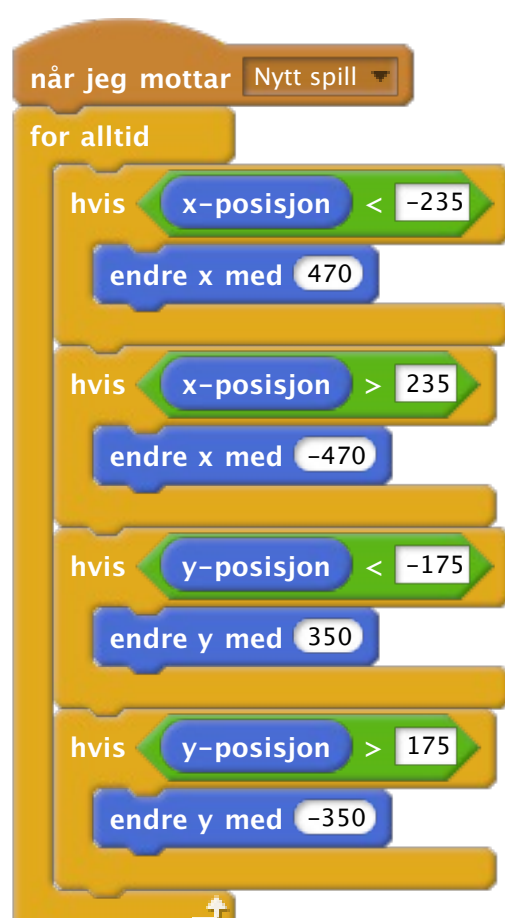 når jeg mottar Nytt spill
for alltid
hvis x-posisjon < -235
endre x med 470
hvis x-posisjon > 235
endre x med -470
hvis y-posisjon < -175
endre y med 350
hvis y-posisjon > 175
endre y med -350